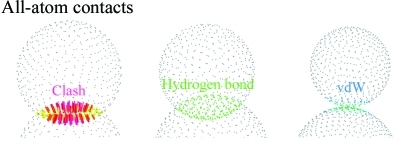 All-atom contacts
Clash
Hydrogen bond
vdW